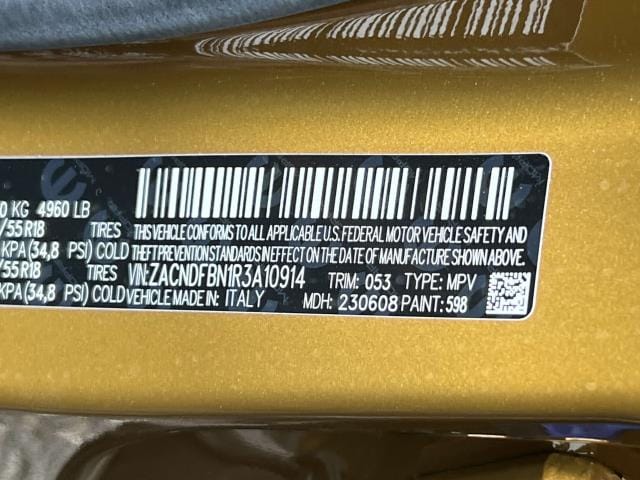 0 KG 4960 LB
/55R18 TIRES THIS VEHICLE CONFORMS TO ALL APPLICABLE U.S. FEDERAL MOTOR VEHICLE SAFETY AND
KPA(34,8 PSI) COLD THEFT PREVENTION STANDARDS IN EFFECT ON THE DATE OF MANUFACTURE SHOWN ABOVE.
/55R18 TIRES VIN:ZACNDFBN1R3A10914 TRIM: 053 TYPE: MPV
KPA(34,8 PSI) COLD VEHICLE MADE IN: ITALY MDH: 230608 PAINT: 598